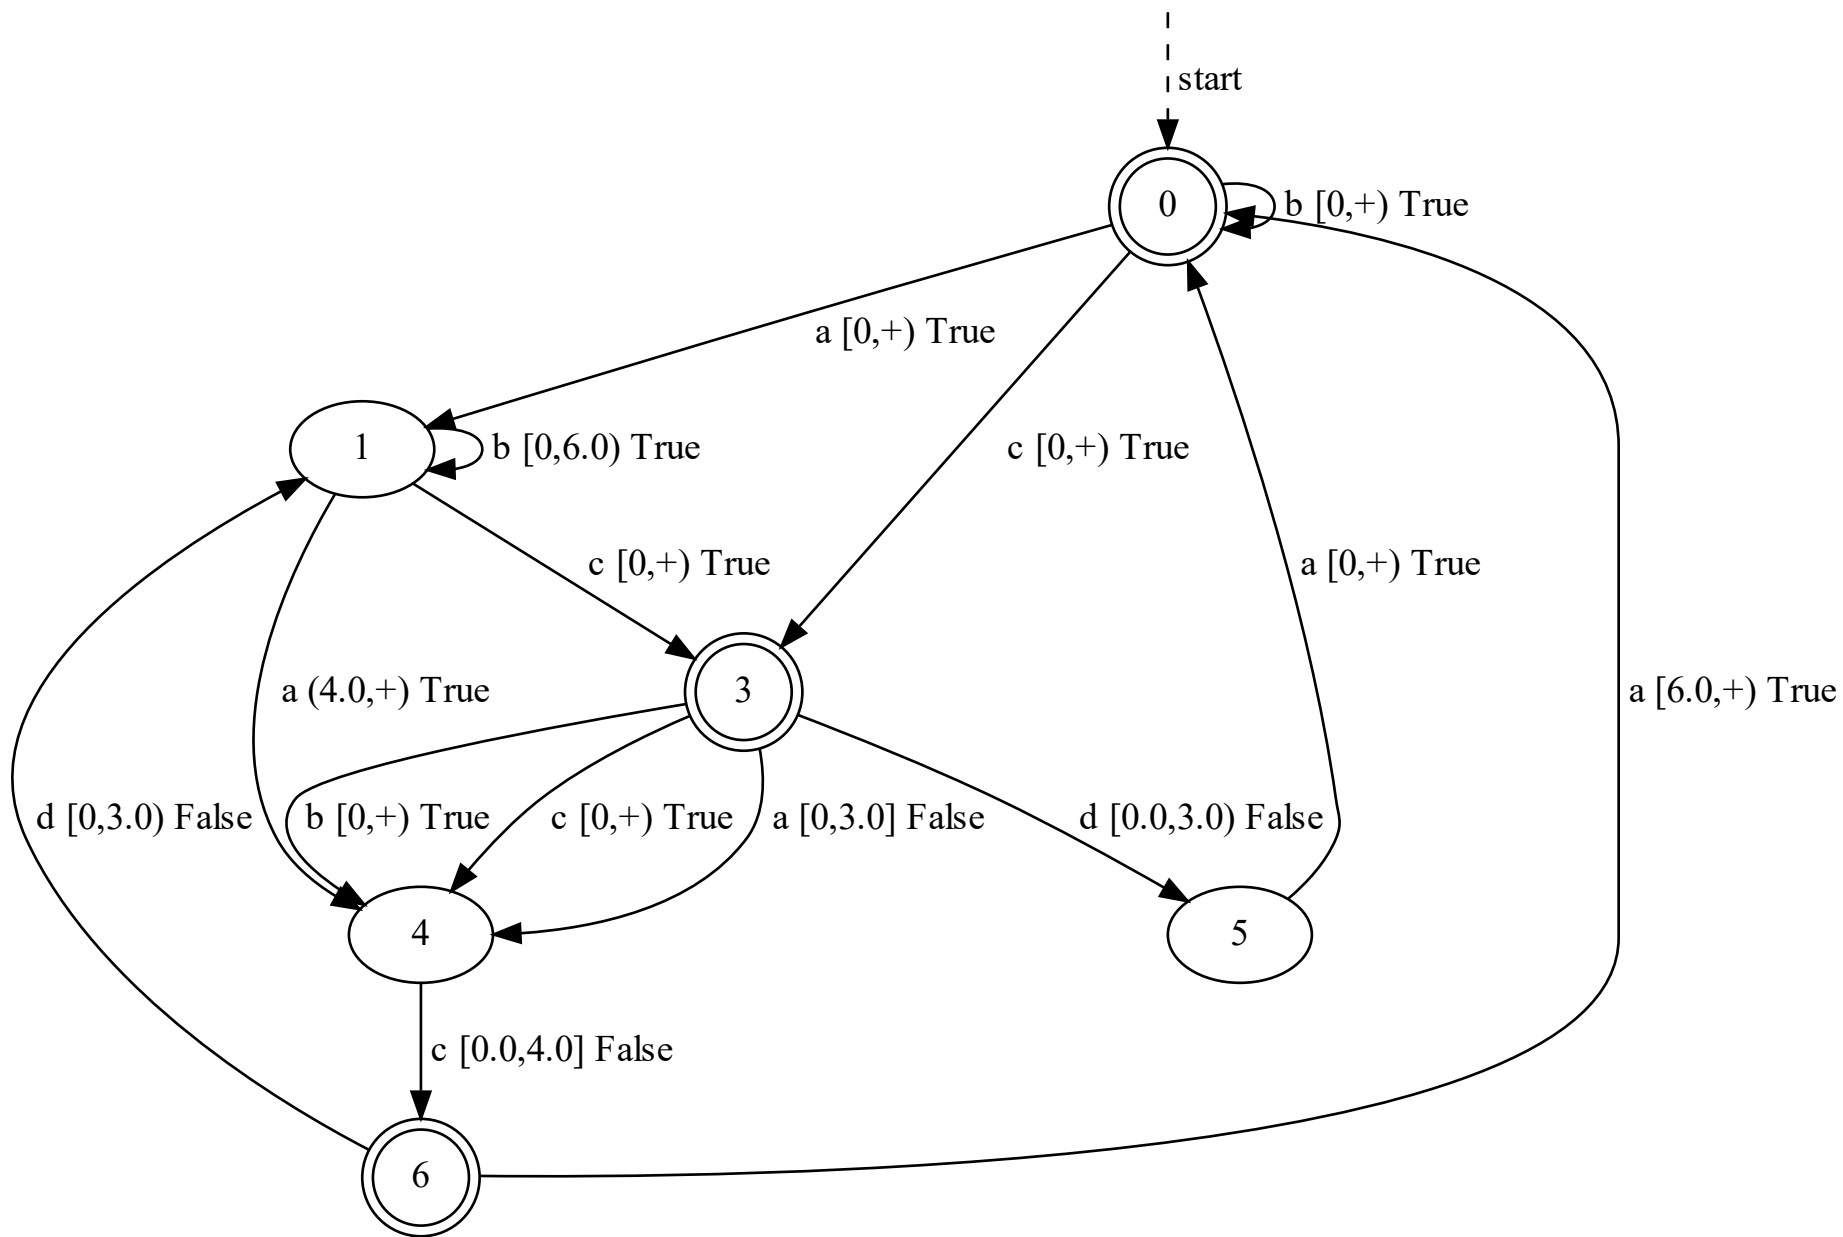 start
0
b [0,+) True
a [0,+) True
1
b [0,6.0) True
c [0,+) True
c [0,+) True
a [0,+) True
a (4.0,+) True
3
a [6.0,+) True
d [0,3.0) False
b [0,+) True
c [0,+) True
a [0,3.0] False
d [0.0,3.0) False
4
5
c [0.0,4.0] False
6